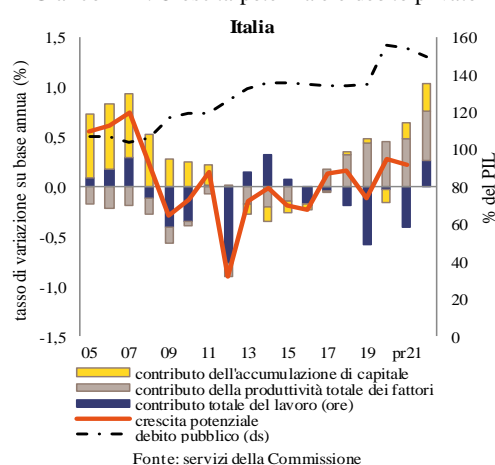 Italia
tasso di variazione su base annua (%)
1,5
1,0
0,5
0,0
-0,5
-1,0
-1,5
160
140
120
100
80
60
40
20
0
% del PIL
05 07 09 11 13 15 17 19 pr21
contributo dell'accumulazione di capitale
contributo della produttività totale dei fattori
contributo totale del lavoro (ore)
crescita potenziale
debito pubblico (ds)
Fonte: servizi della Commissione